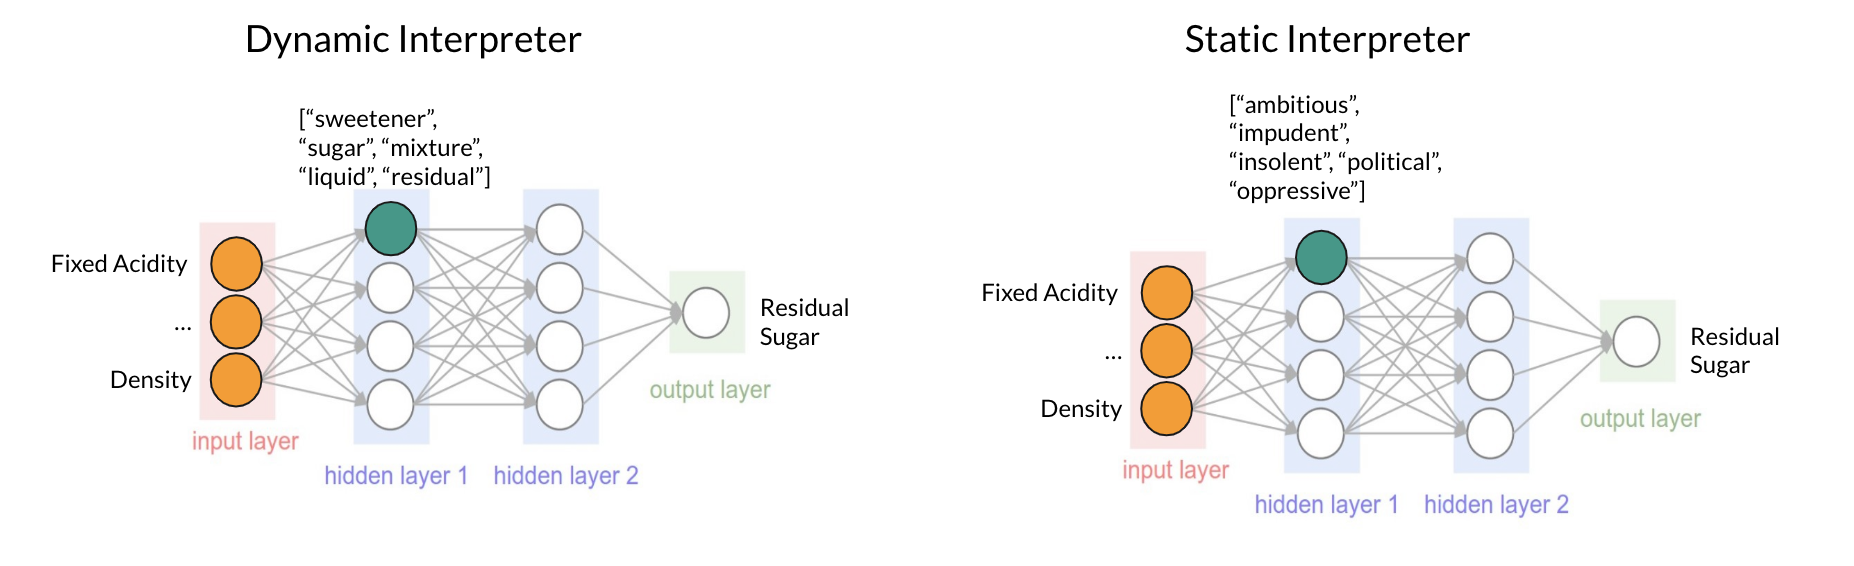 Dynamic Interpreter
[“sweetener”,
“sugar”, “mixture”,
“liquid”, “residual”]
Fixed Acidity
...
Density
input layer
hidden layer 1
hidden layer 2
Residual
Sugar
output layer
Static Interpreter
[“ambitious”,
“impudent”,
“insolent”, “political”,
“oppressive”]
Fixed Acidity
...
Density
input layer
hidden layer 1
hidden layer 2
Residual
Sugar
output layer